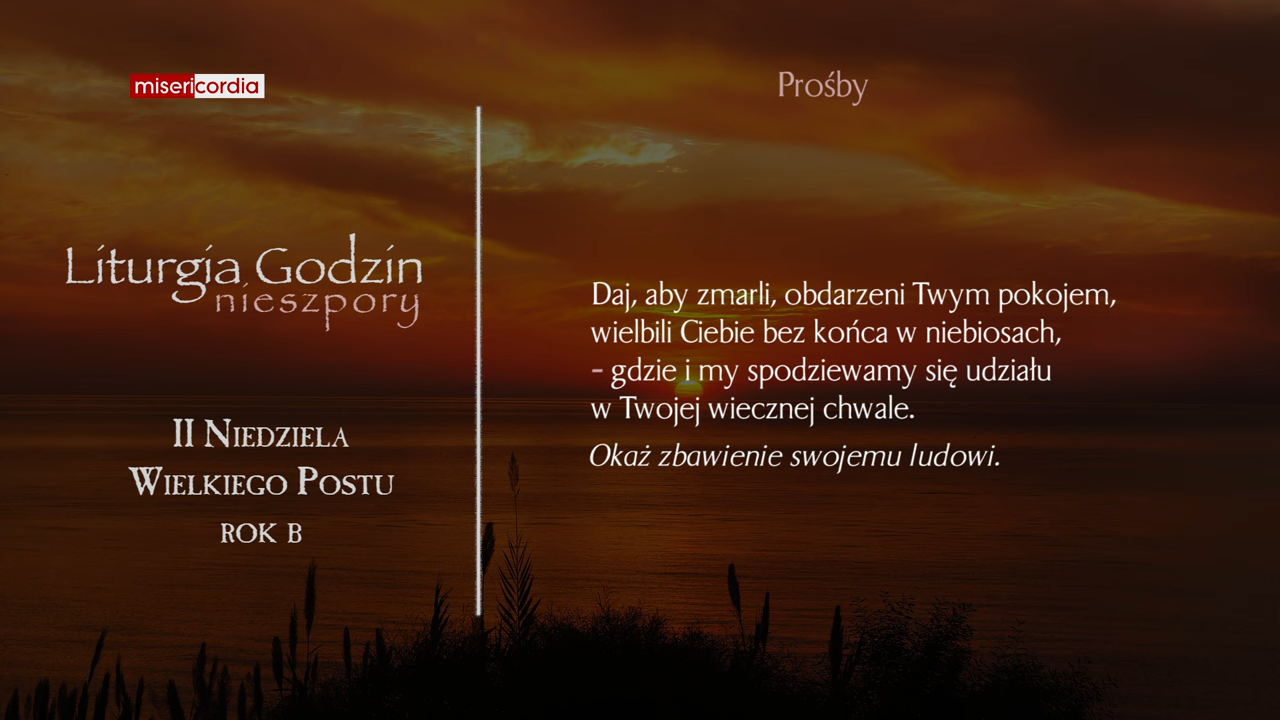 misericordia
Prośby
Liturgia Godzin
nieszpory
II Niedziela
Wielkiego Postu
rok B
Daj, aby zmarli, obdarzeni Twym pokojem,
wielbili Ciebie bez końca w niebiosach,
- gdzie i my spodziewamy się udziału
w Twojej wiecznej chwale.
Okaż zbawienie swojemu ludowi.